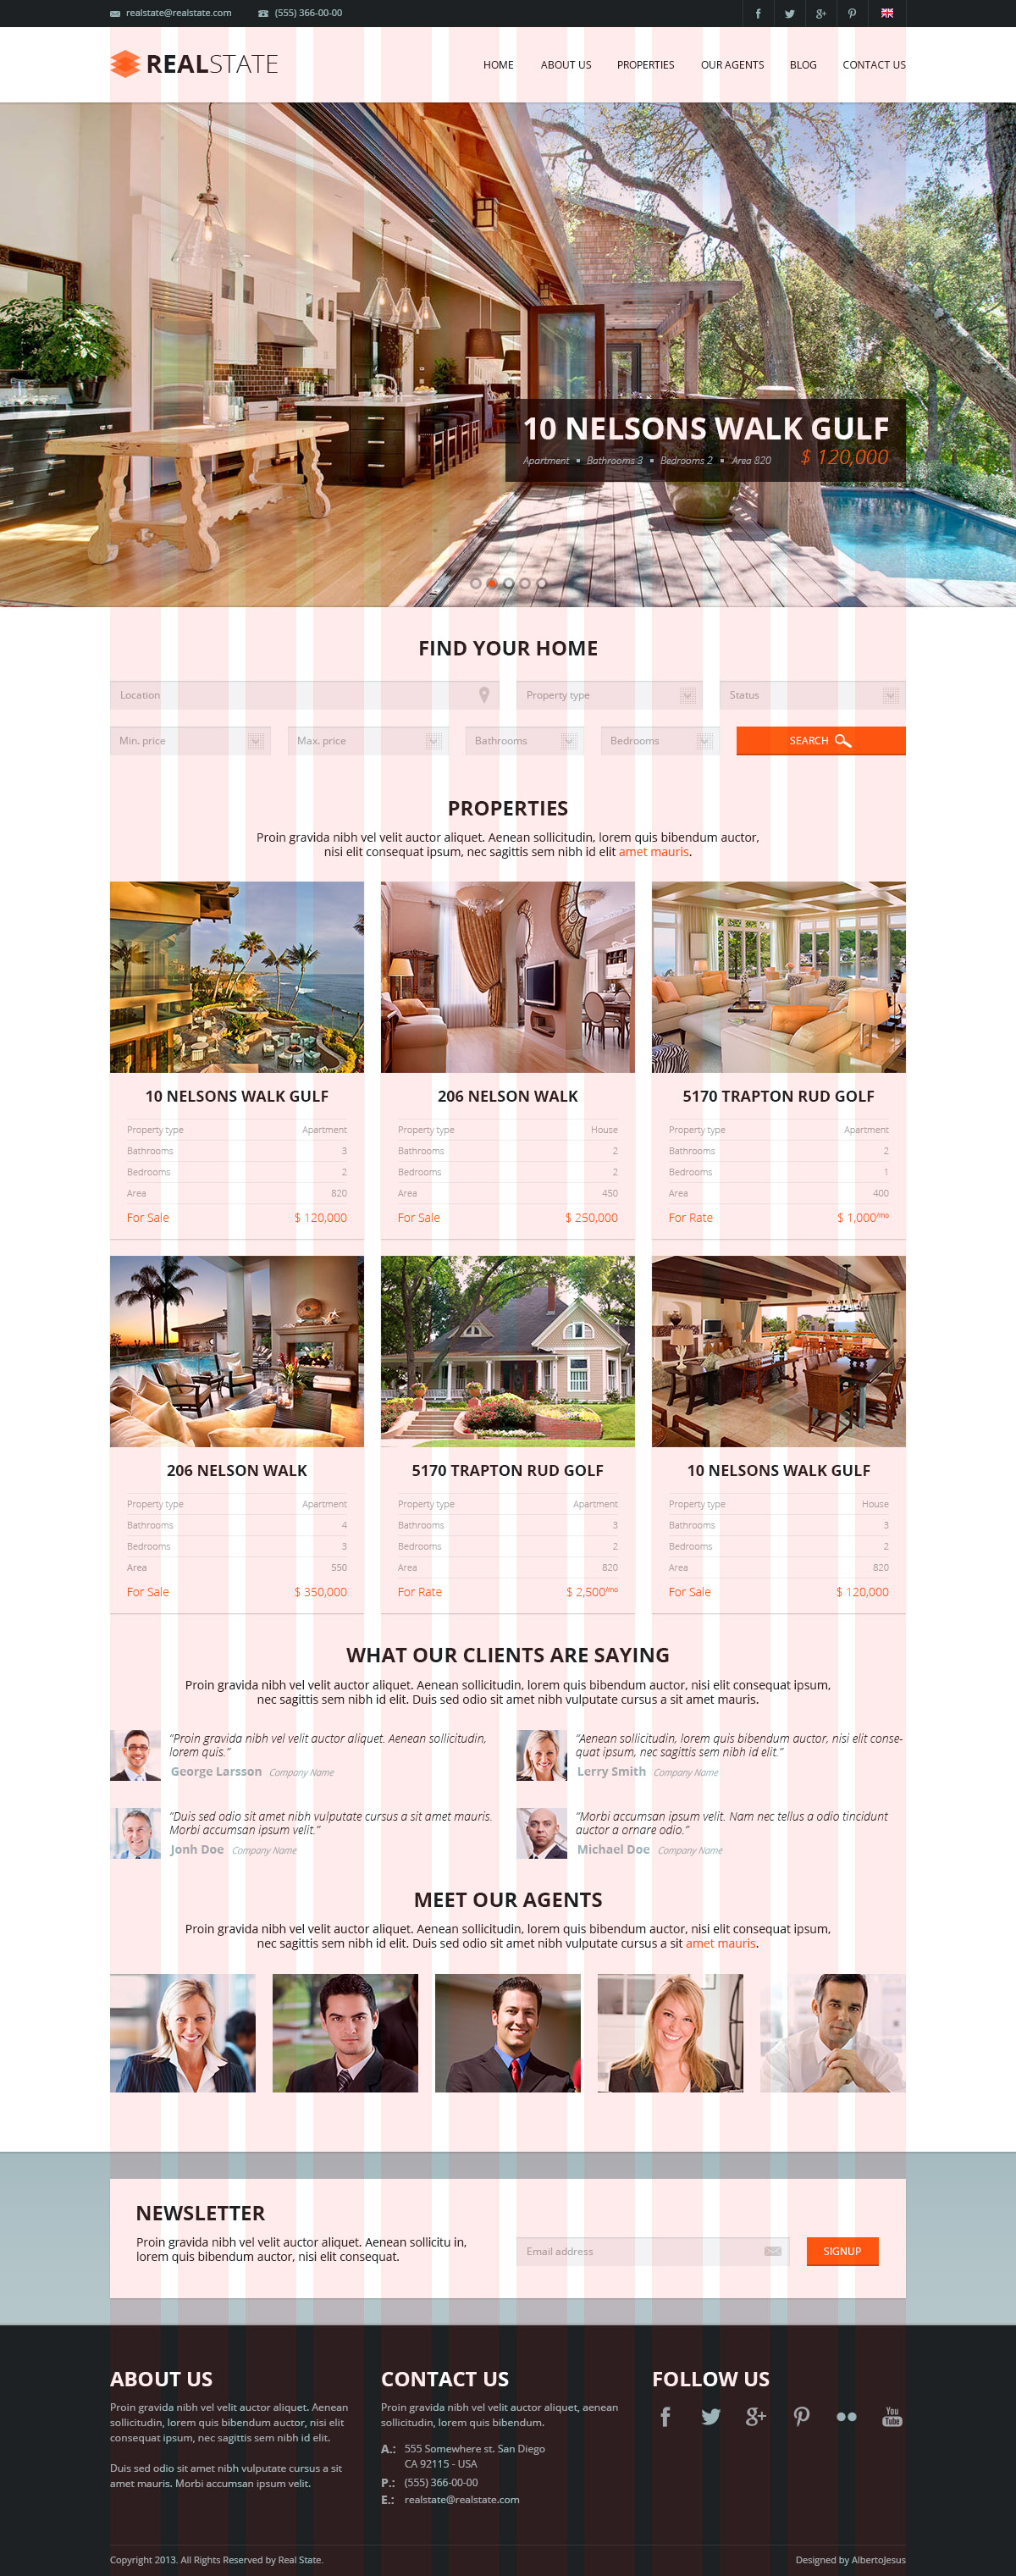 realstate@realstate.com (555) 366-00-00
REALSTATE
HOME ABOUT US PROPERTIES OUR AGENTS BLOG CONTACT US
10 NELSONS WALK GULF
Apartment Bathrooms 3 Bedrooms 2 Area 820 $ 120,000
FIND YOUR HOME
Location Property type Status
Min. price Max. price Bathrooms Bedrooms SEARCH
PROPERTIES
Proin gravida nibh vel velit auctor aliquet. Aenean sollicitudin, lorem quis bibendum auctor,
nisi elit consequat ipsum, nec sagittis sem nibh id elit amet mauris.
10 NELSONS WALK GULF
Property type Apartment
Bathrooms 3
Bedrooms 2
Area 820
For Sale $ 120,000
206 NELSON WALK
Property type House
Bathrooms 2
Bedrooms 2
Area 450
For Sale $ 250,000
5170 TRAPTON RUD GOLF
Property type Apartment
Bathrooms 2
Bedrooms 1
Area 400
For Rate $ 1,000/mo
206 NELSON WALK
Property type Apartment
Bathrooms 4
Bedrooms 3
Area 550
For Sale $ 350,000
5170 TRAPTON RUD GOLF
Property type Apartment
Bathrooms 3
Bedrooms 2
Area 820
For Rate $ 2,500/mo
10 NELSONS WALK GULF
Property type House
Bathrooms 3
Bedrooms 2
Area 820
For Sale $ 120,000
WHAT OUR CLIENTS ARE SAYING
Proin gravida nibh vel velit auctor aliquet. Aenean sollicitudin, lorem quis bibendum auctor, nisi elit consequat ipsum,
nec sagittis sem nibh id elit. Duis sed odio sit amet nibh vulputate cursus a sit amet mauris.
“Proin gravida nibh vel velit auctor aliquet. Aenean sollicitudin,
lorem quis.”
George Larsson Company Name
“Aenean sollicitudin, lorem quis bibendum auctor, nisi elit conse-
quat ipsum, nec sagittis sem nibh id elit.”
Lerry Smith Company Name
“Duis sed odio sit amet nibh vulputate cursus a sit amet mauris.
Morbi accumsan ipsum velit.”
Jonh Doe Company Name
“Morbi accumsan ipsum velit. Nam nec tellus a odio tincidunt
auctor a ornare odio.”
Michael Doe Company Name
MEET OUR AGENTS
Proin gravida nibh vel velit auctor aliquet. Aenean sollicitudin, lorem quis bibendum auctor, nisi elit consequat ipsum,
nec sagittis sem nibh id elit. Duis sed odio sit amet nibh vulputate cursus a sit amet mauris.
NEWSLETTER
Proin gravida nibh vel velit auctor aliquet. Aenean sollicitu in,
lorem quis bibendum auctor, nisi elit consequat.
Email address SIGNUP
ABOUT US
Proin gravida nibh vel velit auctor aliquet. Aenean
sollicitudin, lorem quis bibendum auctor, nisi elit
consequat ipsum, nec sagittis sem nibh id elit.
Duis sed odio sit amet nibh vulputate cursus a sit
amet mauris. Morbi accumsan ipsum velit.
CONTACT US
Proin gravida nibh vel velit auctor aliquet, aenean
sollicitudin, lorem quis bibendum.
A.: 555 Somewhere st. San Diego
CA 92115 - USA
P.: (555) 366-00-00
E.: realstate@realstate.com
FOLLOW US
You Tube
Copyright 2013. All Rights Reserved by Real State.
Designed by AlbertoJesus